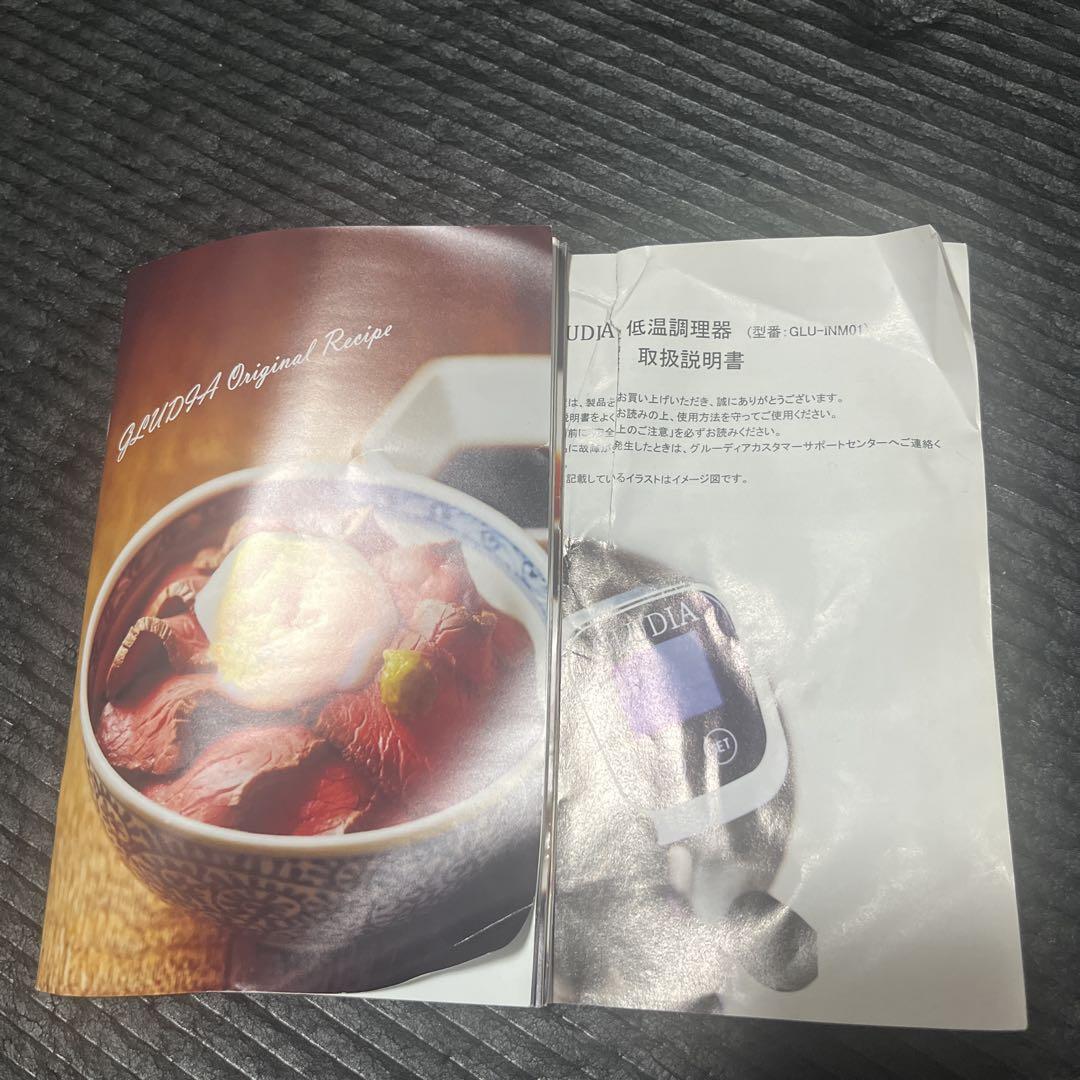 GLUDIA Original Recipe
UDIA 低温調理器 (型番:GLU-INM01)
取扱説明書
は、製品を お買い上げいただき、誠にありがとうございます。
説明書をよく お読みの上、使用方法を守ってご使用ください。
前に「安全上のご注意」を必ずお読みください。
に故障が発生したときは、グルーディアカスタマーサポートセンターへご連絡く
記載しているイラストはイメージ図です。
DIA
SET